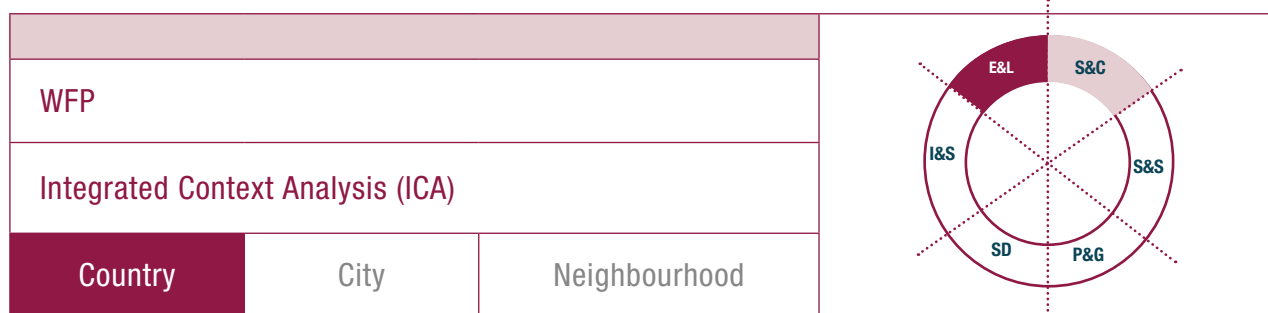 WFP
Integrated Context Analysis (ICA)
Country City Neighbourhood
E&L S&C
I&S S&S
SD P&G